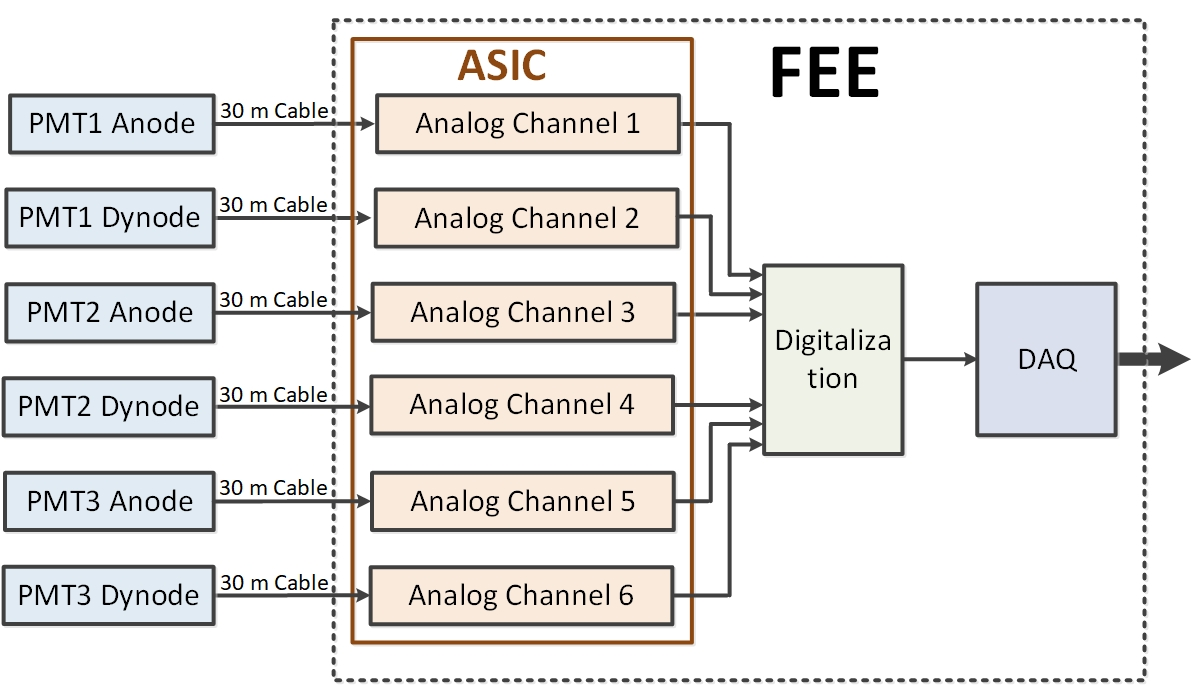 FEE
ASIC
PMT1 Anode
30 m Cable
Analog Channel 1
PMT1 Dynode
30 m Cable
Analog Channel 2
PMT2 Anode
30 m Cable
Analog Channel 3
PMT2 Dynode
30 m Cable
Analog Channel 4
PMT3 Anode
30 m Cable
Analog Channel 5
PMT3 Dynode
30 m Cable
Analog Channel 6
Digitaliza
tion
DAQ